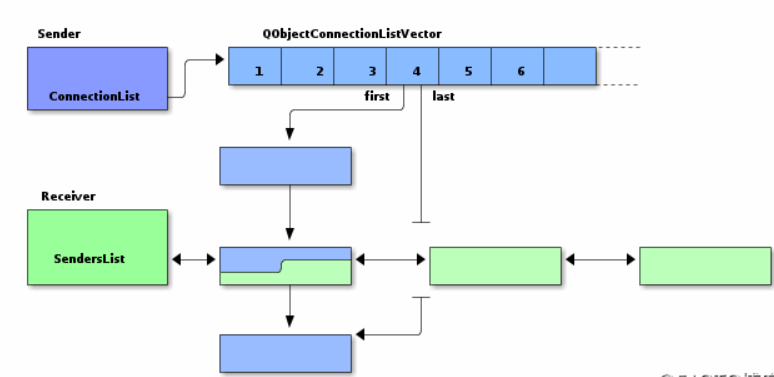 Sender
QObjectConnectionListVector
1 2 3 4 5 6
ConnectionList
first last
Receiver
SendersList